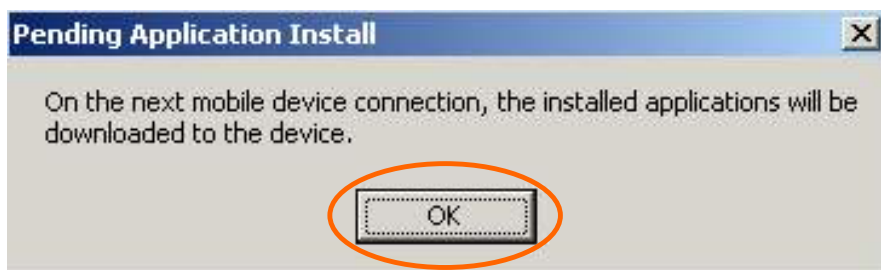 Pending Application Install
On the next mobile device connection, the installed applications will be
downloaded to the device.
OK